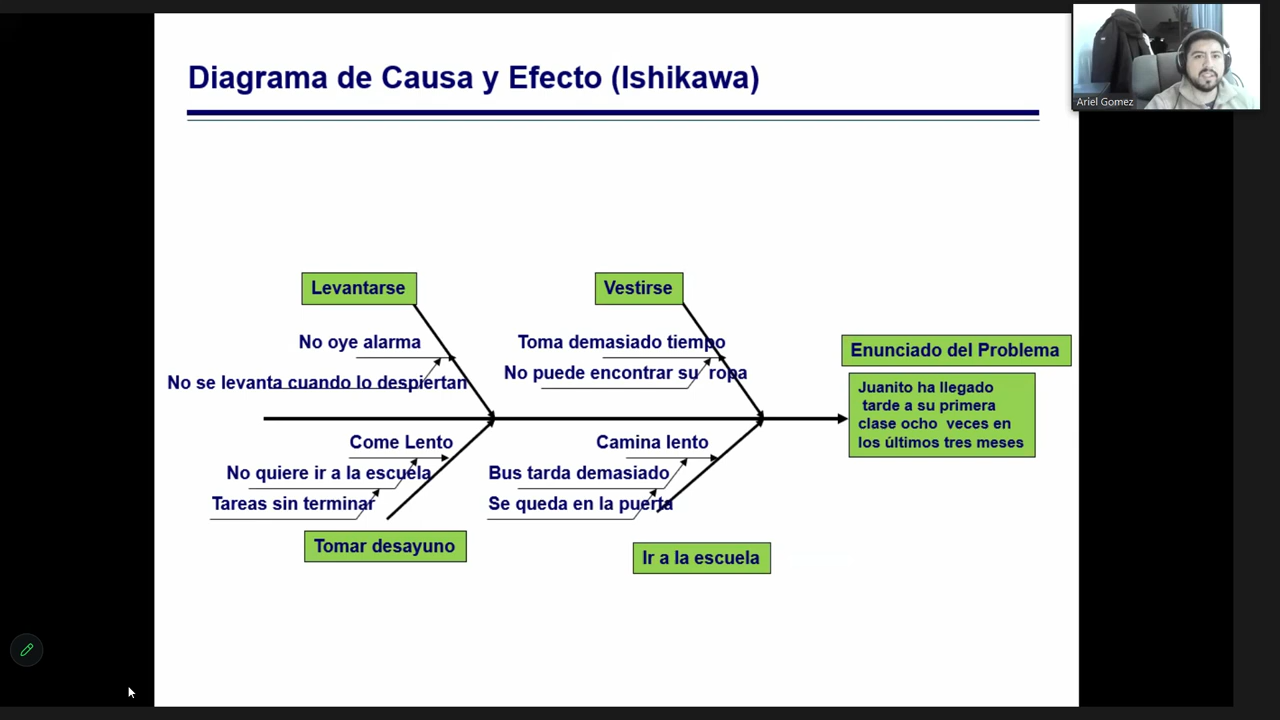 Diagrama de Causa y Efecto (Ishikawa)
Ariel Gomez
Levantarse
Vestirse
No oye alarma
No se levanta cuando lo despiertan
Toma demasiado tiempo
No puede encontrar su ropa
Enunciado del Problema
Juanito ha llegado
tarde a su primera
clase ocho veces en
los últimos tres meses
Come Lento
No quiere ir a la escuela
Tareas sin terminar
Camina lento
Bus tarda demasiado
Se queda en la puerta
Tomar desayuno
Ir a la escuela